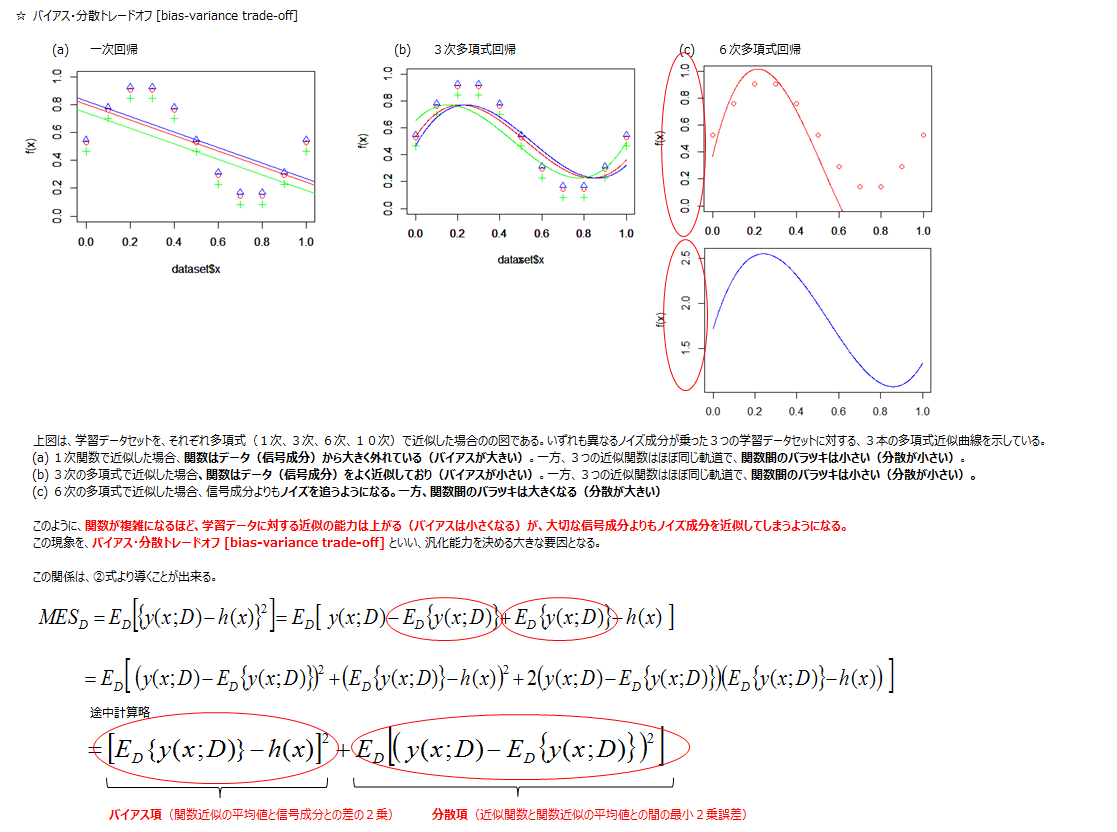 ☆ バイアス・分散トレードオフ [bias-variance trade-off]
(a) 一次回帰
(b) 3次多項式回帰
(c) 6次多項式回帰
f(x)
0.0 0.2 0.4 0.6 0.8 1.0
0.0 0.2 0.4 0.6 0.8 1.0
dataset$x
f(x)
0.0 0.2 0.4 0.6 0.8 1.0
0.0 0.2 0.4 0.6 0.8 1.0
f(x)
0.0 0.2 0.4 0.6 0.8 1.0
0.0 0.2 0.4 0.6 0.8 1.0
f(x)
1.5 2.0 2.5
0.0 0.2 0.4 0.6 0.8 1.0
上図は、学習データセットを、それぞれ多項式（1次、3次、6次、10次）で近似した場合のの図である。いずれも異なるノイズ成分が乗った3つの学習データセットに対する、3本の多項式近似曲線を示している。
(a) 1次関数で近似した場合、関数はデータ（信号成分）から大きく外れている（バイアスが大きい）。一方、3つの近似関数はほぼ同じ軌道で、関数間のバラツキは小さい（分散が小さい）。
(b) 3次の多項式で近似した場合、関数はデータ（信号成分）をよく近似しており（バイアスが小さい）。一方、3つの近似関数はほぼ同じ軌道で、関数間のバラツキは小さい（分散が小さい）。
(c) 6次の多項式で近似した場合、信号成分よりもノイズを追うようになる。一方、関数間のバラツキは大きくなる（分散が大きい）
このように、関数が複雑になるほど、学習データに対する近似の能力は上がる（バイアスは小さくなる）が、大切な信号成分よりもノイズ成分を近似してしまうようになる。
この現象を、バイアス・分散トレードオフ [bias-variance trade-off] といい、汎化能力を決める大きな要因となる。
この関係は、②式より導くことが出来る。
MES_D = E_D[{y(x;D)−h(x)}²]= E_D[ y(x;D)−E_D{y(x;D)}+E_D{y(x;D)}−h(x) ]
= E_D[ (y(x;D)−E_D{y(x;D)})² +(E_D{y(x;D)}−h(x))² +2(y(x;D)−E_D{y(x;D)})(E_D{y(x;D)}−h(x)) ]
途中計算略
= [E_D{y(x;D)}−h(x)]² + E_D[( y(x;D)−E_D{y(x;D)})²]
バイアス項（関数近似の平均値と信号成分との差の2乗）
分散項（近似関数と関数近似の平均値との間の最小2乗誤差）